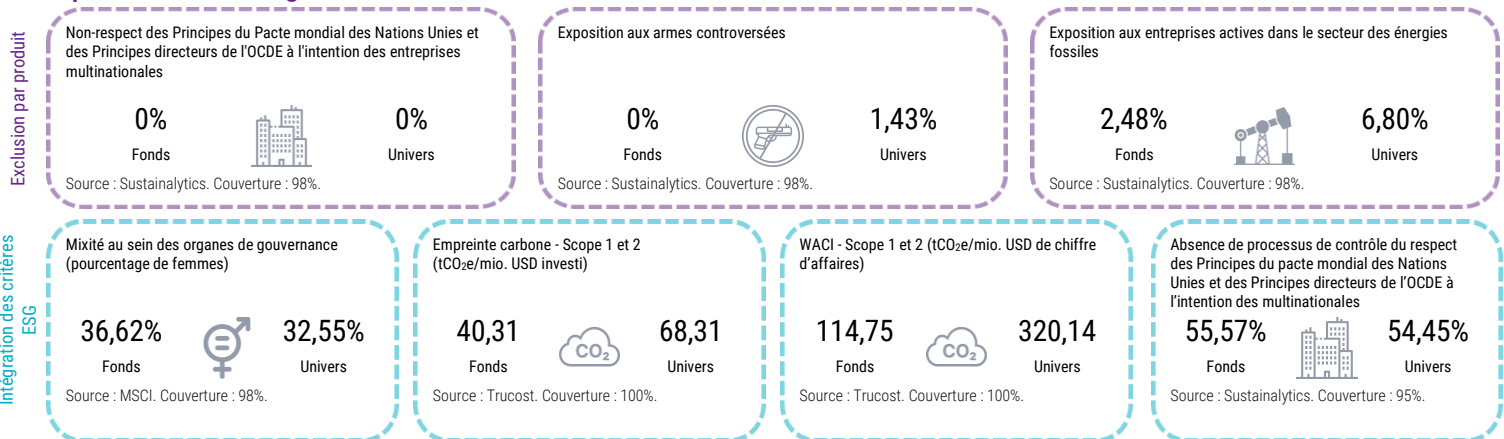 Exclusion par produit
Non-respect des Principes du Pacte mondial des Nations Unies et
des Principes directeurs de l'OCDE à l'intention des entreprises
multinationales
0%
Fonds
0%
Univers
Source : Sustainalytics. Couverture : 98%.
Exposition aux armes controversées
0%
Fonds
1,43%
Univers
Source : Sustainalytics. Couverture : 98%.
Exposition aux entreprises actives dans le secteur des énergies
fossiles
2,48%
Fonds
6,80%
Univers
Source : Sustainalytics. Couverture : 98%.
Intégration des critères
ESG
Mixité au sein des organes de gouvernance
(pourcentage de femmes)
36,62%
Fonds
32,55%
Univers
Source : MSCI. Couverture : 98%.
Empreinte carbone - Scope 1 et 2
(tCO₂e/mio. USD investi)
40,31
Fonds
CO₂
68,31
Univers
Source : Trucost. Couverture : 100%.
WACI - Scope 1 et 2 (tCO₂e/mio. USD de chiffre
d’affaires)
114,75
Fonds
CO₂
320,14
Univers
Source : Trucost. Couverture : 100%.
Absence de processus de contrôle du respect
des Principes du pacte mondial des Nations
Unies et des Principes directeurs de l’OCDE à
l’intention des multinationales
55,57%
Fonds
54,45%
Univers
Source : Sustainalytics. Couverture : 95%.